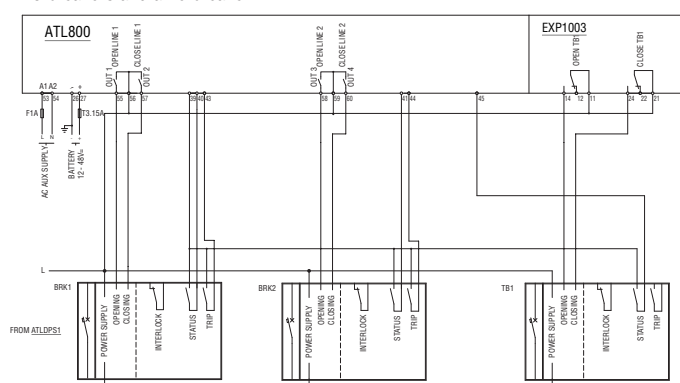 ATL800
EXP1003
OUT 1
OPEN LINE 1
CLOSE LINE 1
OUT 2
OUT 3
OPEN LINE 2
CLOSE LINE 2
OUT 4
OPEN TB1
CLOSE TB1
A1 A2 - +
53 54 26 27 55 56 57 39 40 43 58 59 60 41 44 45 14 12 11 24 22 21
F1A
T3.15A
L N - +
AC AUX SUPPLY
BATTERY
12 - 48V=
L
BRK1
POWER SUPPLY
OPENING
CLOSING
INTERLOCK
STATUS
TRIP
BRK2
POWER SUPPLY
OPENING
CLOSING
INTERLOCK
STATUS
TRIP
TB1
POWER SUPPLY
OPENING
CLOSING
INTERLOCK
STATUS
TRIP
FROM ATLDPS1